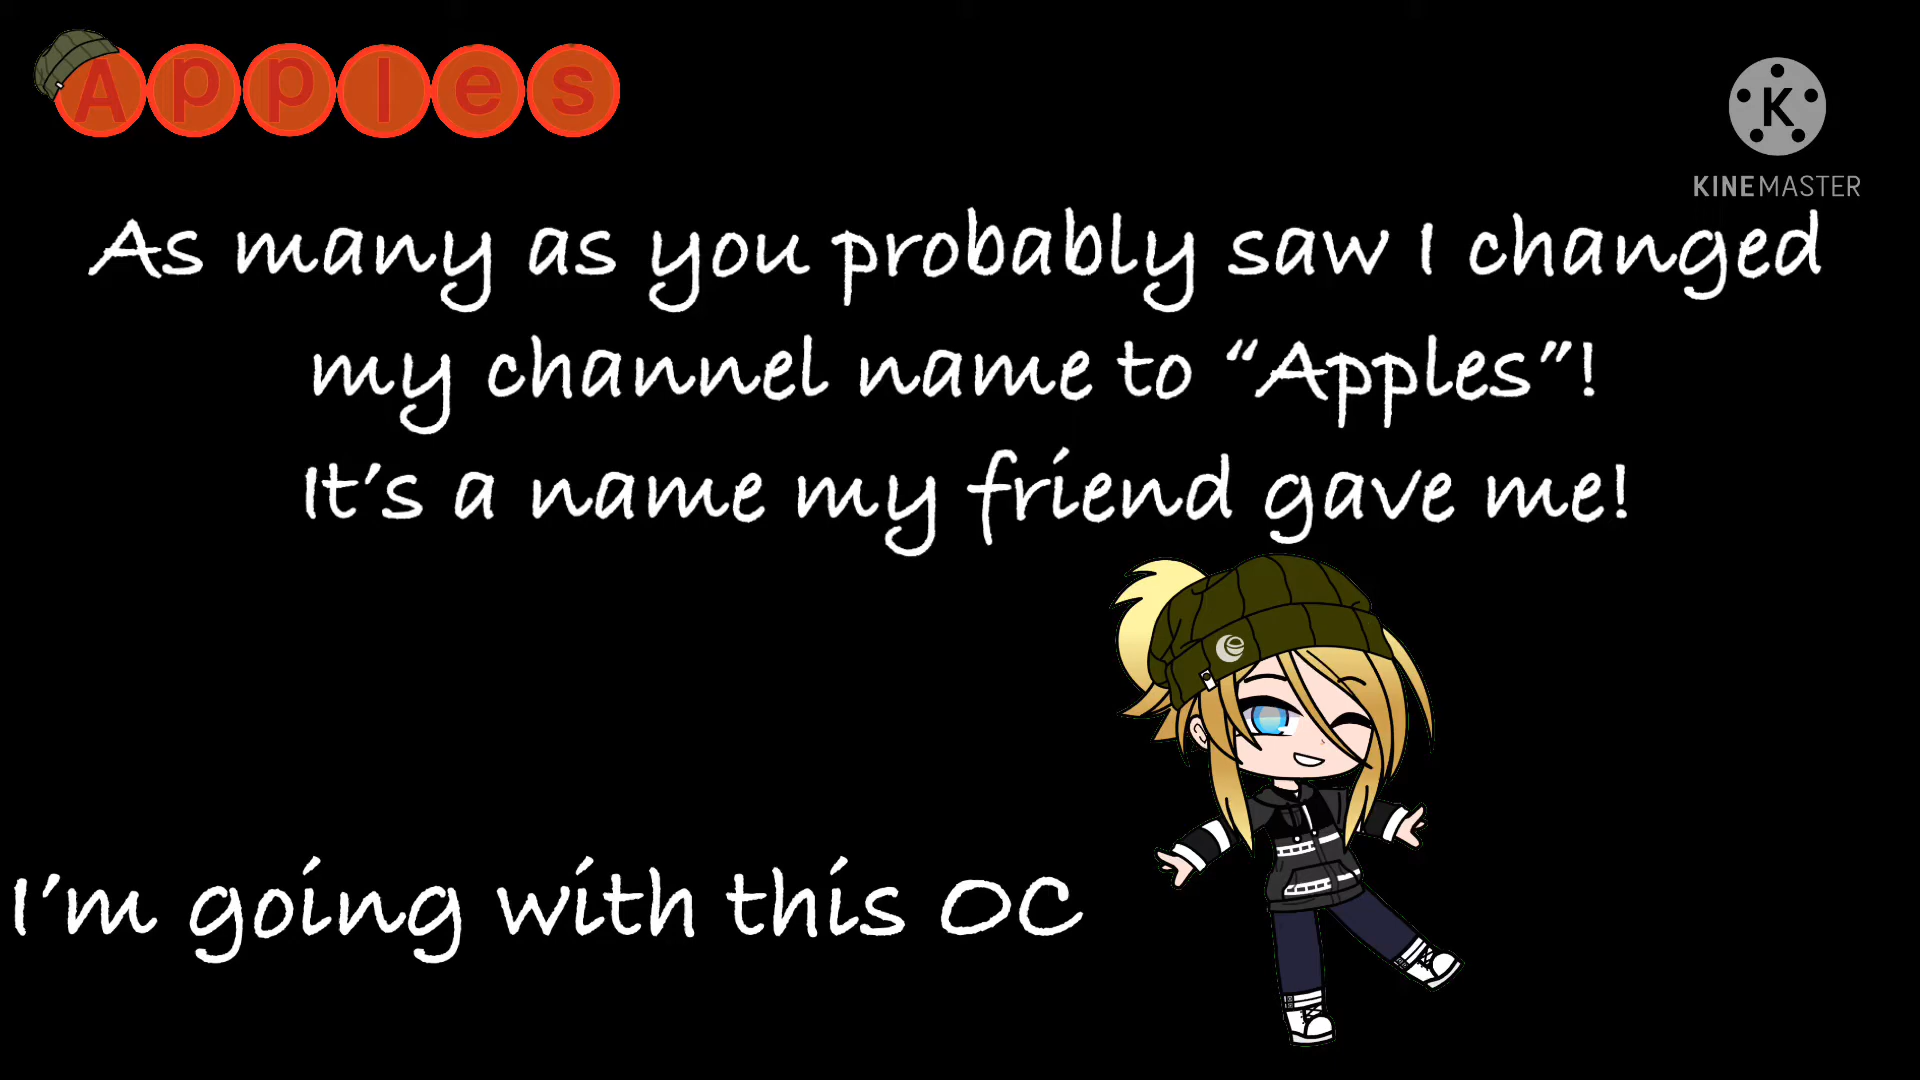 Apples
K
KINEMASTER
As many as you probably saw I changed
my channel name to “Apples”!
It’s a name my friend gave me!
I’m going with this OC